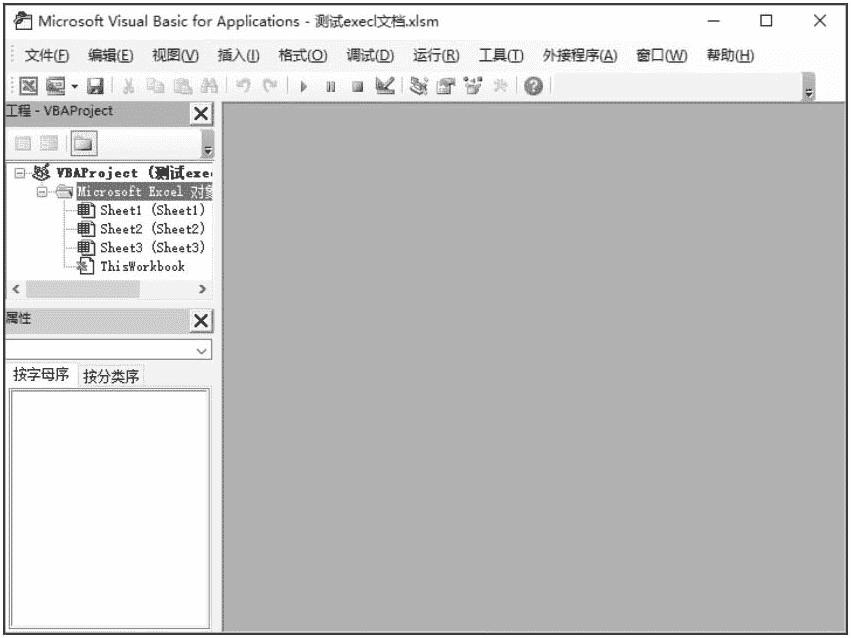 Microsoft Visual Basic for Applications - 测试execl文档.xlsm
文件(F) 编辑(E) 视图(V) 插入(I) 格式(O) 调试(D) 运行(R) 工具(T) 外接程序(A) 窗口(W) 帮助(H)
工程 - VBAProject
VBAProject (测试exe
Microsoft Excel 对象
Sheet1 (Sheet1)
Sheet2 (Sheet2)
Sheet3 (Sheet3)
ThisWorkbook
属性
按字母序 按分类序